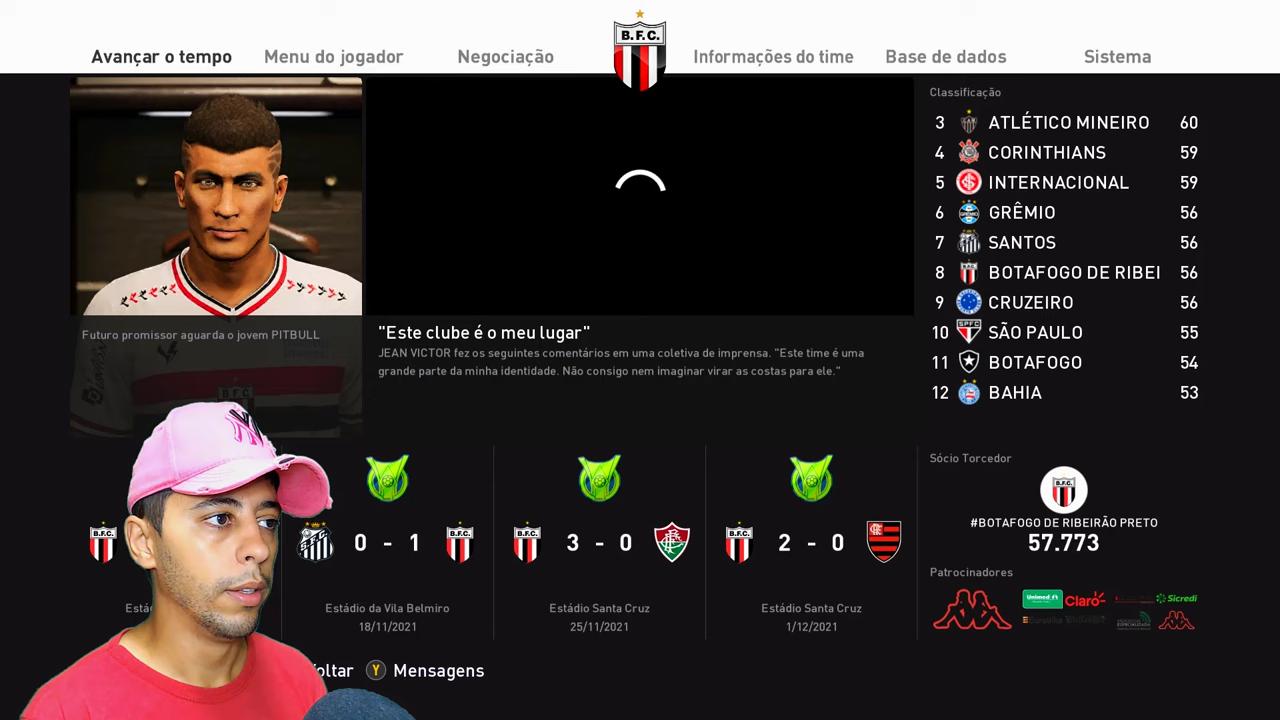 B.F.C.
Avançar o tempo
Menu do jogador
Negociação
Informações do time
Base de dados
Sistema
Futuro promissor aguarda o jovem PITBULL
"Este clube é o meu lugar"
JEAN VICTOR fez os seguintes comentários em uma coletiva de imprensa. "Este time é uma
grande parte da minha identidade. Não consigo nem imaginar virar as costas para ele."
Classificação
3 ATLÉTICO MINEIRO 60
4 CORINTHIANS 59
5 INTERNACIONAL 59
6 GRÊMIO 56
7 SANTOS 56
8 BOTAFOGO DE RIBEI 56
9 CRUZEIRO 56
10 SÃO PAULO 55
11 BOTAFOGO 54
12 BAHIA 53
0 - 1
Estádio da Vila Belmiro
18/11/2021
3 - 0
Estádio Santa Cruz
25/11/2021
2 - 0
Estádio Santa Cruz
1/12/2021
Sócio Torcedor
#BOTAFOGO DE RIBEIRÃO PRETO
57.773
Patrocinadores
Unimed
Claro
Sicredi
Y Mensagens